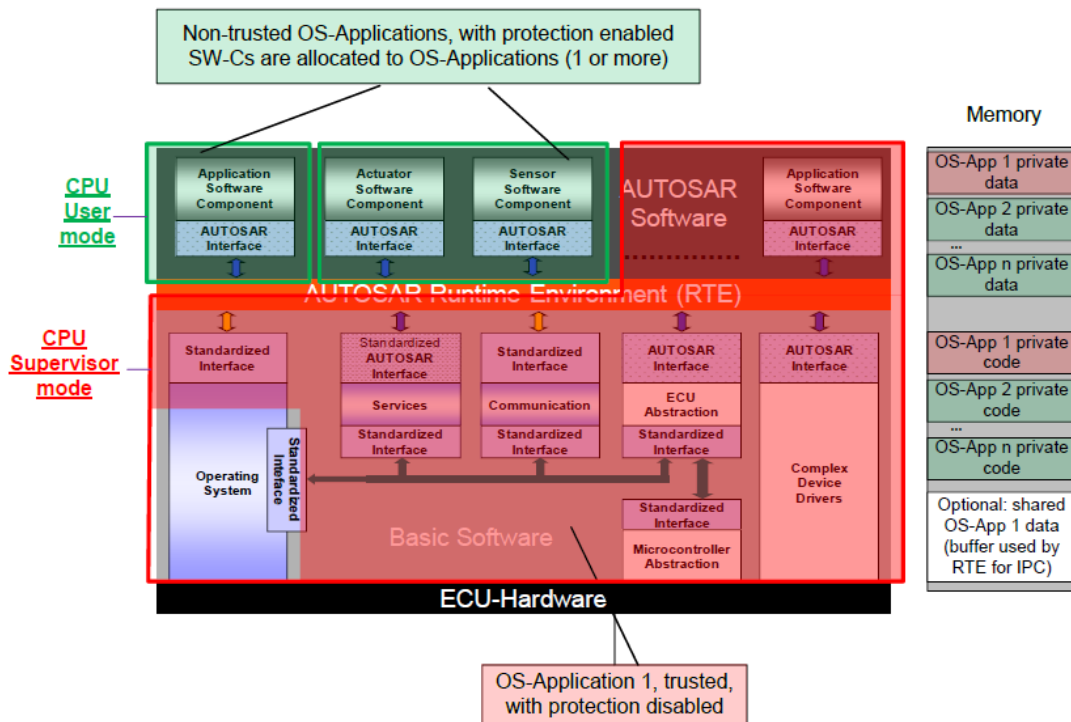 Non-trusted OS-Applications, with protection enabled
SW-Cs are allocated to OS-Applications (1 or more)
Memory
CPU
User
mode
Application
Software
Component
AUTOSAR
Interface
Actuator
Software
Component
AUTOSAR
Interface
Sensor
Software
Component
AUTOSAR
Interface
AUTOSAR
Software
..............
Application
Software
Component
AUTOSAR
Interface
AUTOSAR Runtime Environment (RTE)
CPU
Supervisor
mode
Standardized
Interface
Operating
System
Standardized
Inteface
Standardized
AUTOSAR
Interface
Services
Standardized
Interface
Standardized
Interface
Communication
Standardized
Interface
AUTOSAR
Interface
ECU
Abstraction
Standardized
Interface
Standardized
Interface
Microcontroller
Abstraction
AUTOSAR
Interface
Complex
Device
Drivers
Basic Software
ECU-Hardware
OS-App 1 private
data
OS-App 2 private
data
...
OS-App n private
data
OS-App 1 private
code
OS-App 2 private
code
...
OS-App n private
code
Optional: shared
OS-App 1 data
(buffer used by
RTE for IPC)
OS-Application 1, trusted,
with protection disabled